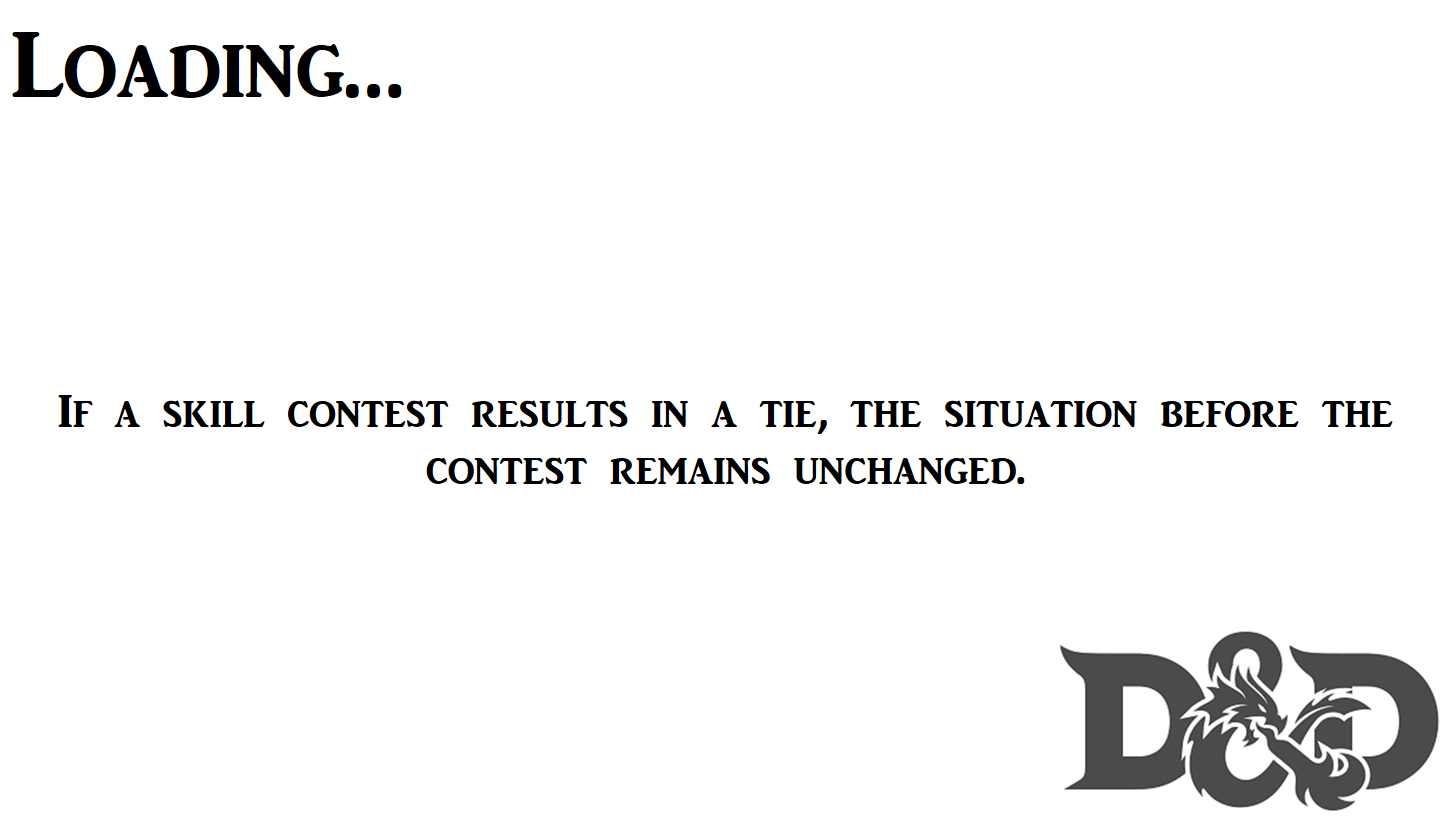 Loading...
If a skill contest results in a tie, the situation before the
contest remains unchanged.
D&D